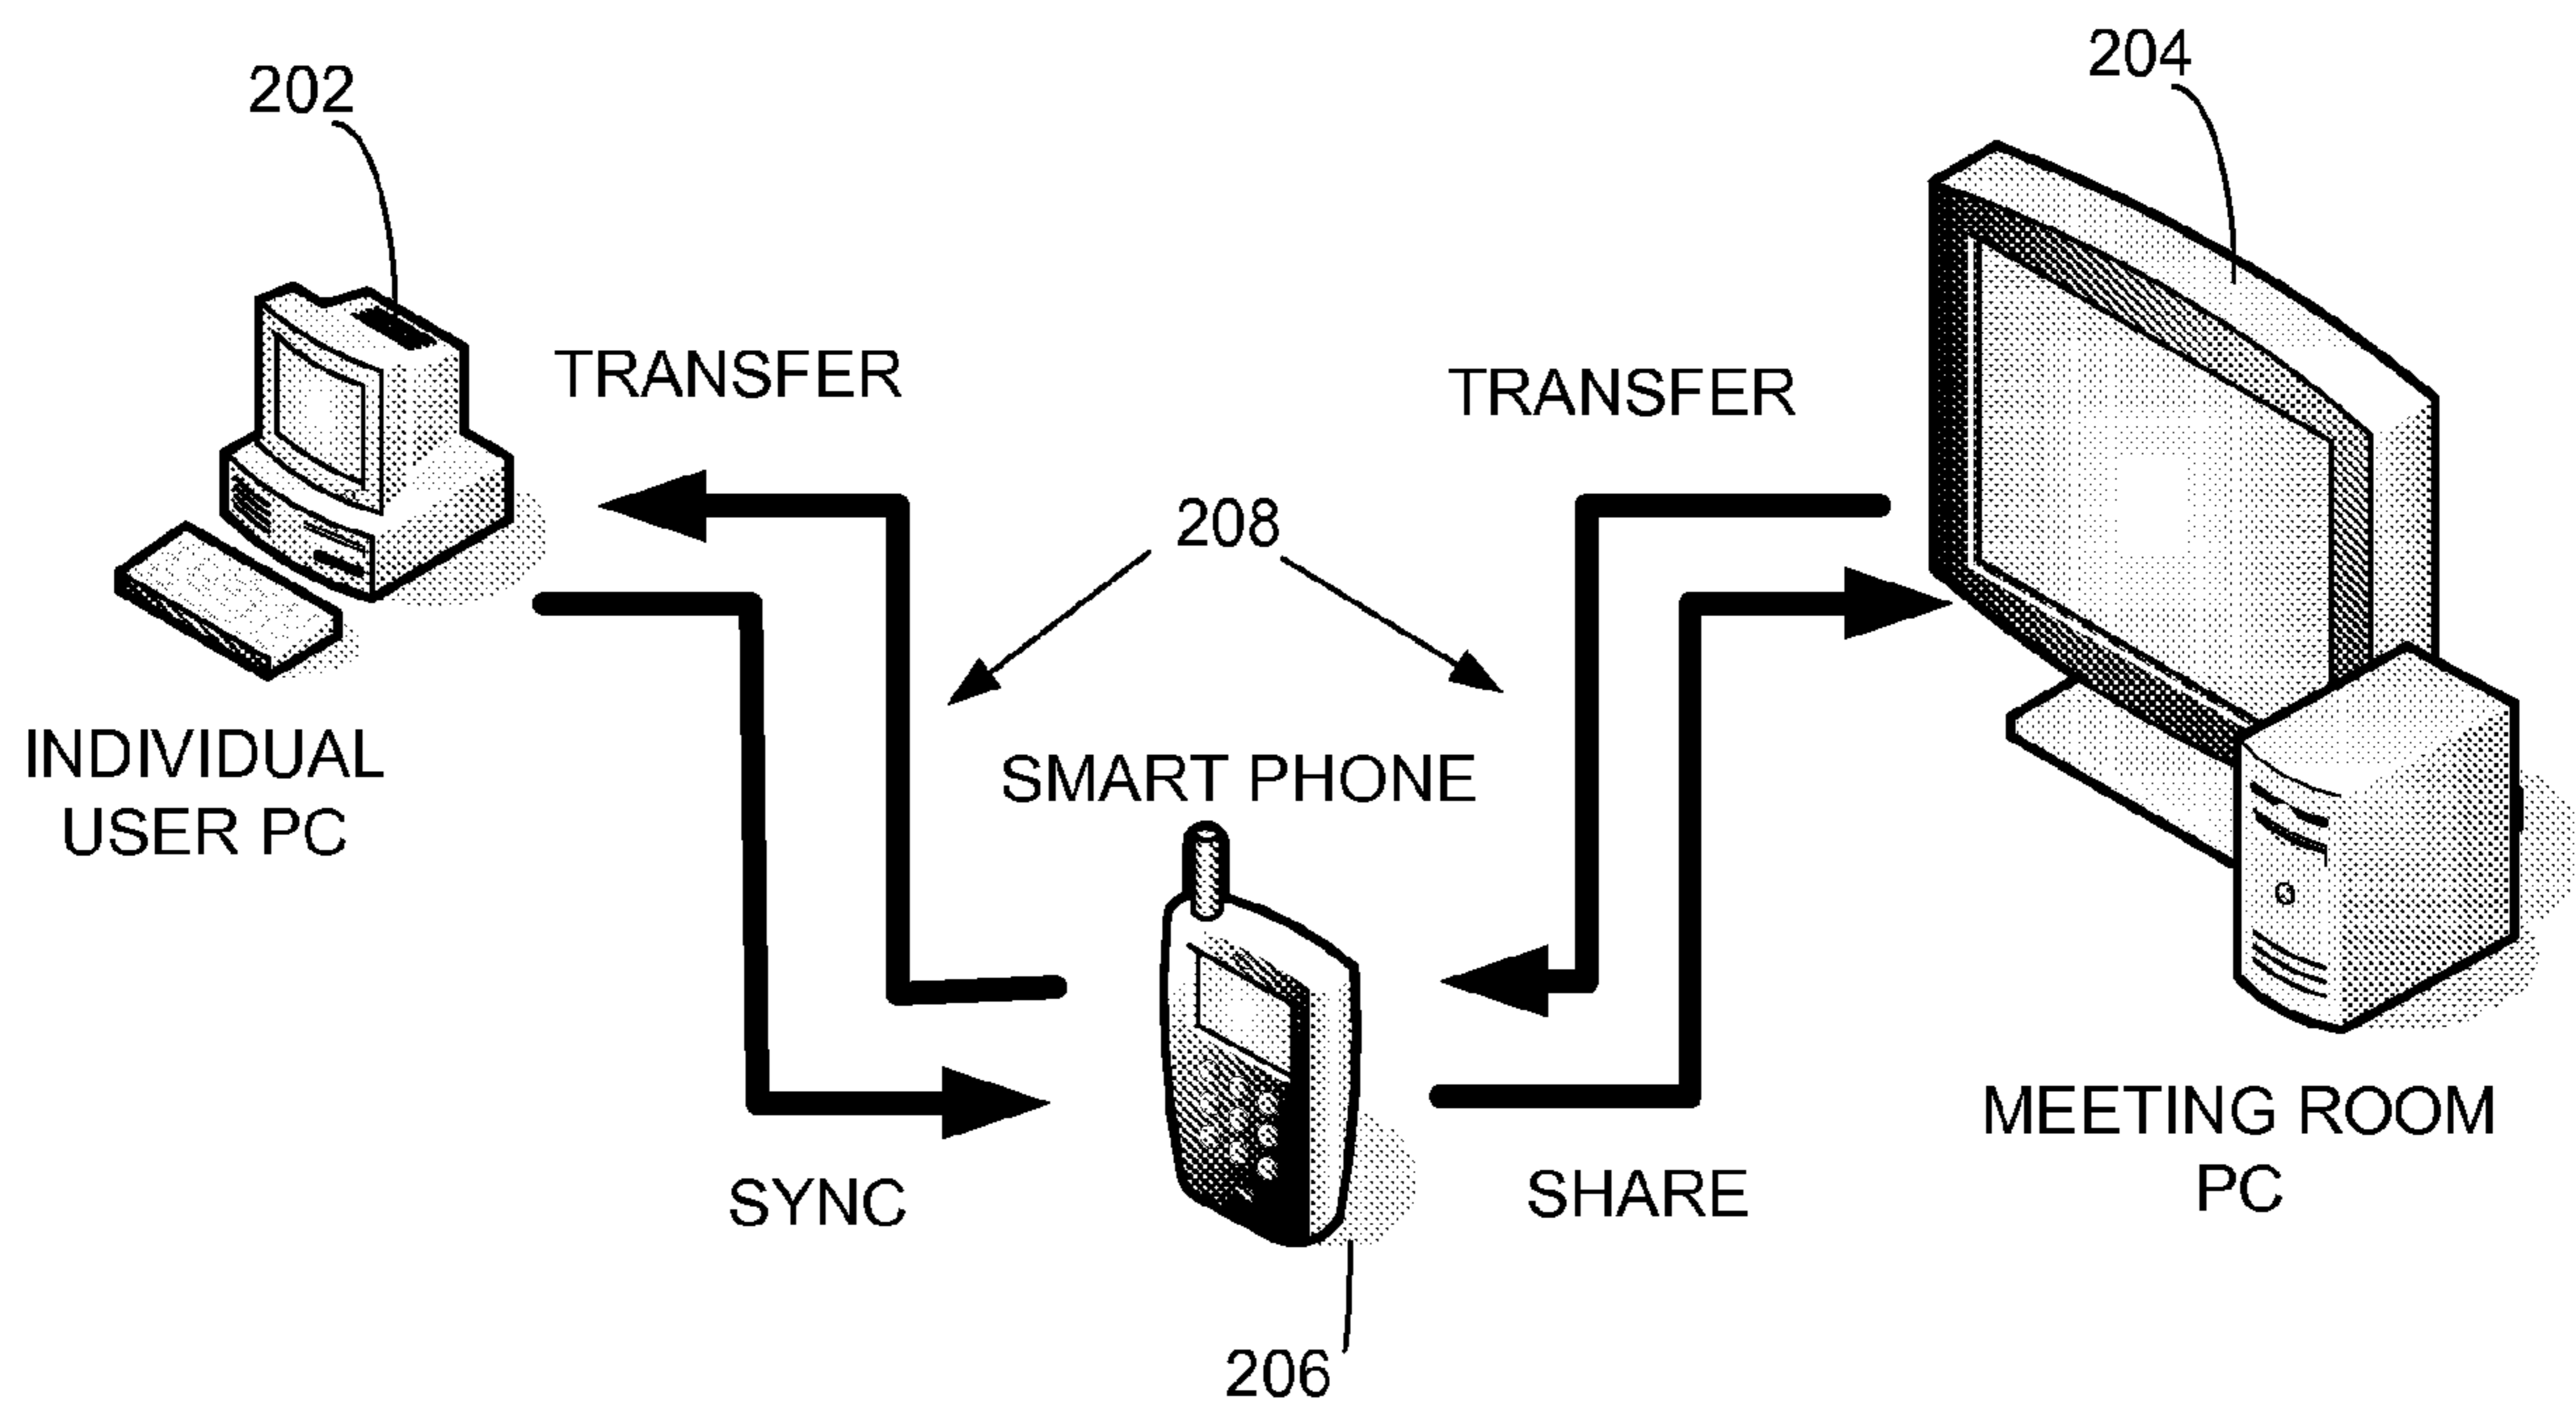 204
202
TRANSFER
TRANSFER
208
INDIVIDUAL
USER PC
SMART PHONE
MEETING ROOM
PC
SYNC
SHARE
206